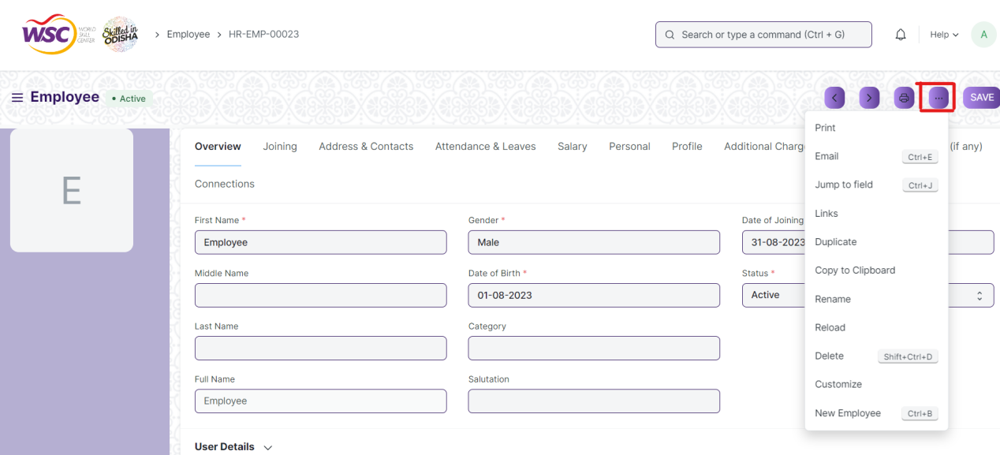 WSC WORLD SKILL CENTER Skilled in ODISHA > Employee > HR-EMP-00023 Search or type a command (Ctrl + G) Help A
Employee • Active ··· SAVE
E
Overview Joining Address & Contacts Attendance & Leaves Salary Personal Profile Additional Charg (if any)
Connections
First Name * Gender * Date of Joining
Employee Male 31-08-2023
Middle Name Date of Birth * Status *
01-08-2023 Active
Last Name Category
Full Name Salutation
Employee
User Details
Print
Email Ctrl+E
Jump to field Ctrl+J
Links
Duplicate
Copy to Clipboard
Rename
Reload
Delete Shift+Ctrl+D
Customize
New Employee Ctrl+B